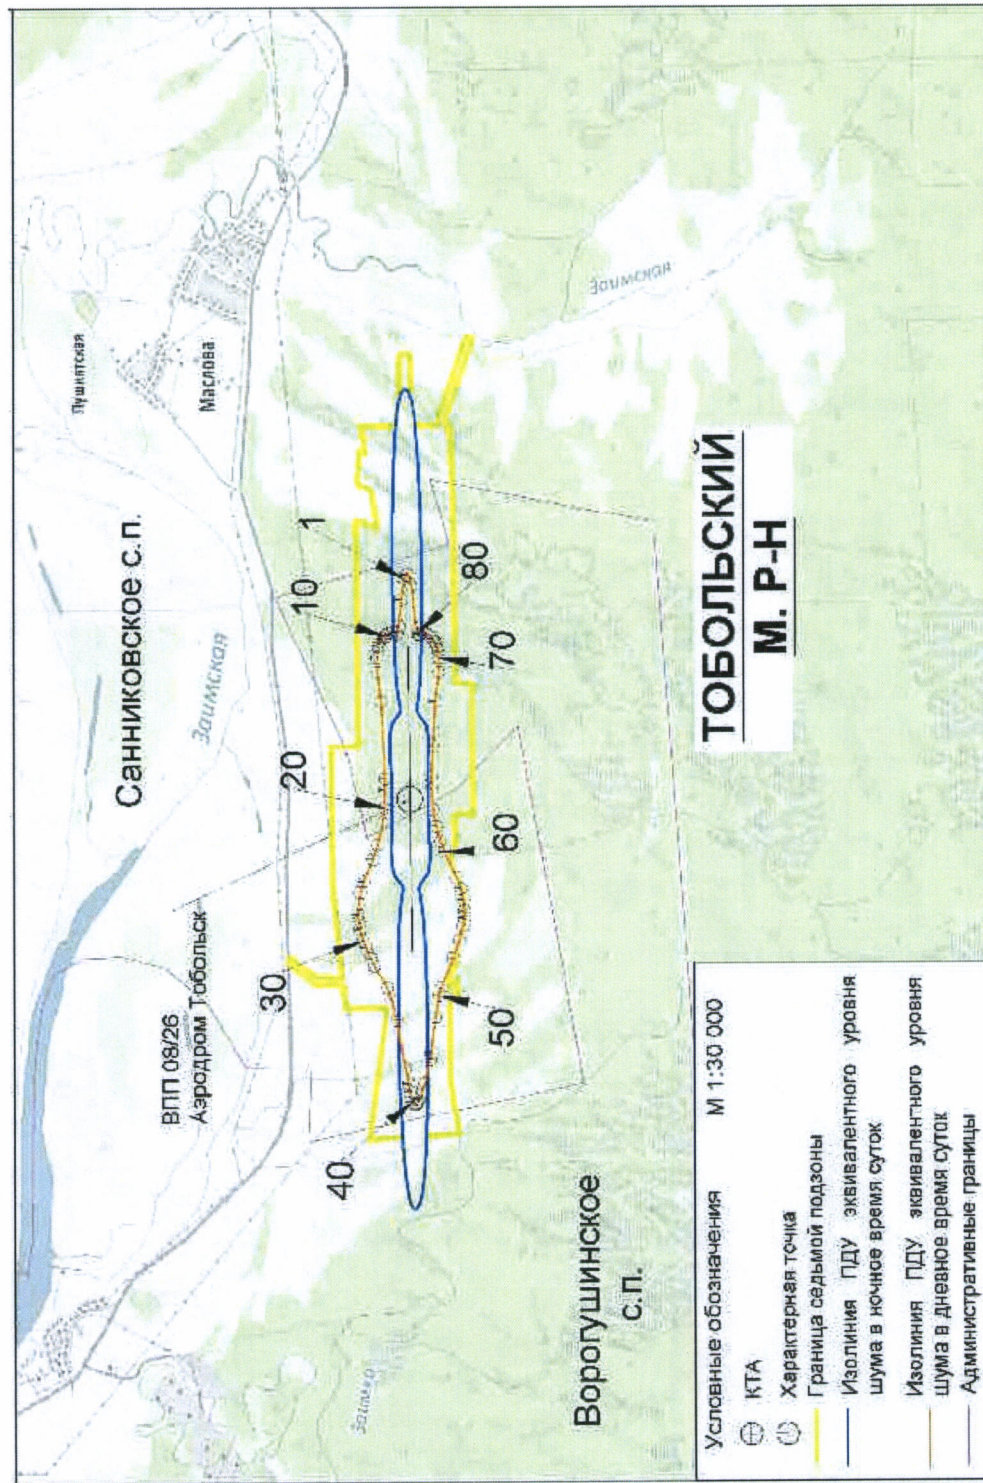 Санниковское с.п.
Пушнятская
Маслова
Заимская
Заимская
ВПП 08/26
Аэродром Тобольск
40
30
20
10
1
50
60
70
80
Ворогушинское
с.п.
ТОБОЛЬСКИЙ
М. Р-Н
Условные обозначения М 1:30 000
КТА
Характерная точка
Граница седьмой подзоны
Изолиния ПДУ эквивалентного уровня
шума в ночное время суток
Изолиния ПДУ эквивалентного уровня
шума в дневное время суток
Административные границы